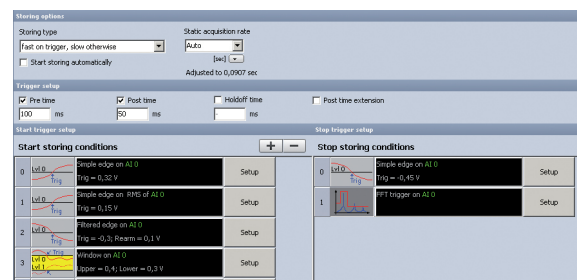 Storing options
Storing type
fast on trigger, slow otherwise
Start storing automatically
Static acquisition rate
Auto
[sec]
Adjusted to 0,0907 sec
Trigger setup
Pre time
100 ms
Post time
50 ms
Holdoff time
- ms
Post time extension
Start trigger setup
Start storing conditions
+ -
0 Lvl 0 Trig Simple edge on AI 0 Trig = 0,32 V Setup
1 Lvl 0 Trig Simple edge on RMS of AI 0 Trig = 0,15 V Setup
2 Lvl 0 Trig Filtered edge on AI 0 Trig = -0,3; Rearm = 0,1 V Setup
3 Trig Lvl 0 Lvl 1 Window on AI 0 Upper = 0,4; Lower = 0,3 V Setup
Stop trigger setup
Stop storing conditions
0 Lvl 0 Trig Simple edge on AI 0 Trig = -0,45 V Setup
1 FFT trigger on AI 0 Setup